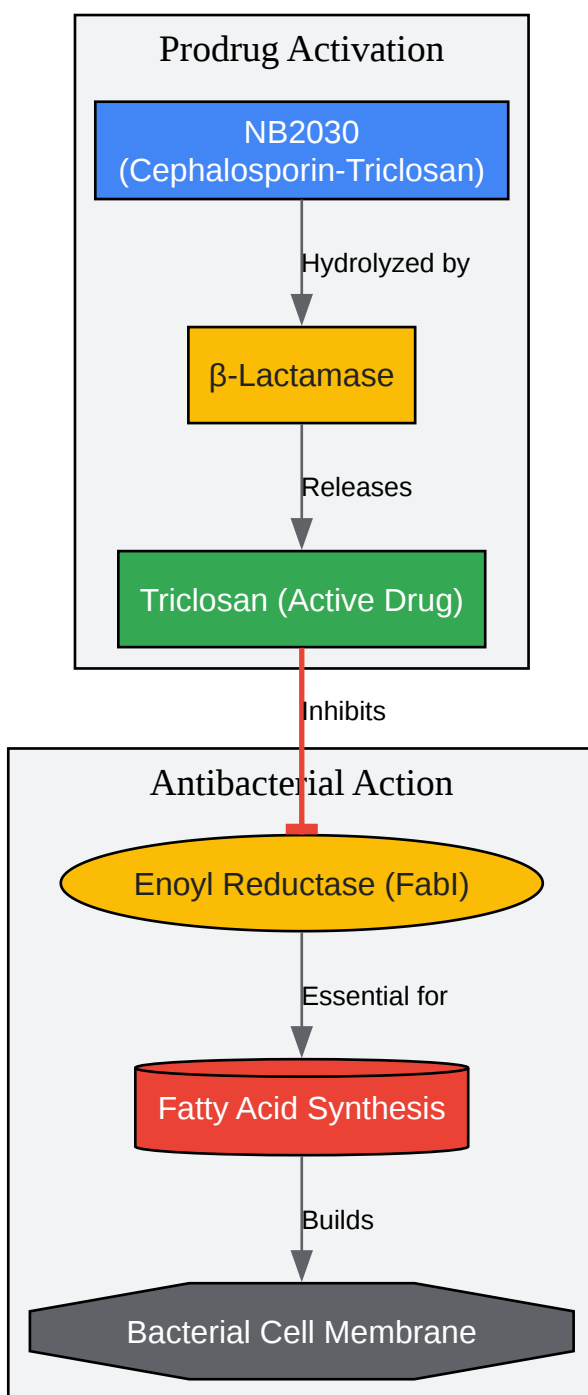 Prodrug Activation
NB2030
(Cephalosporin-Triclosan)
Hydrolyzed by
β-Lactamase
Releases
Triclosan (Active Drug)
Inhibits
Antibacterial Action
Enoyl Reductase (FabI)
Essential for
Fatty Acid Synthesis
Builds
Bacterial Cell Membrane